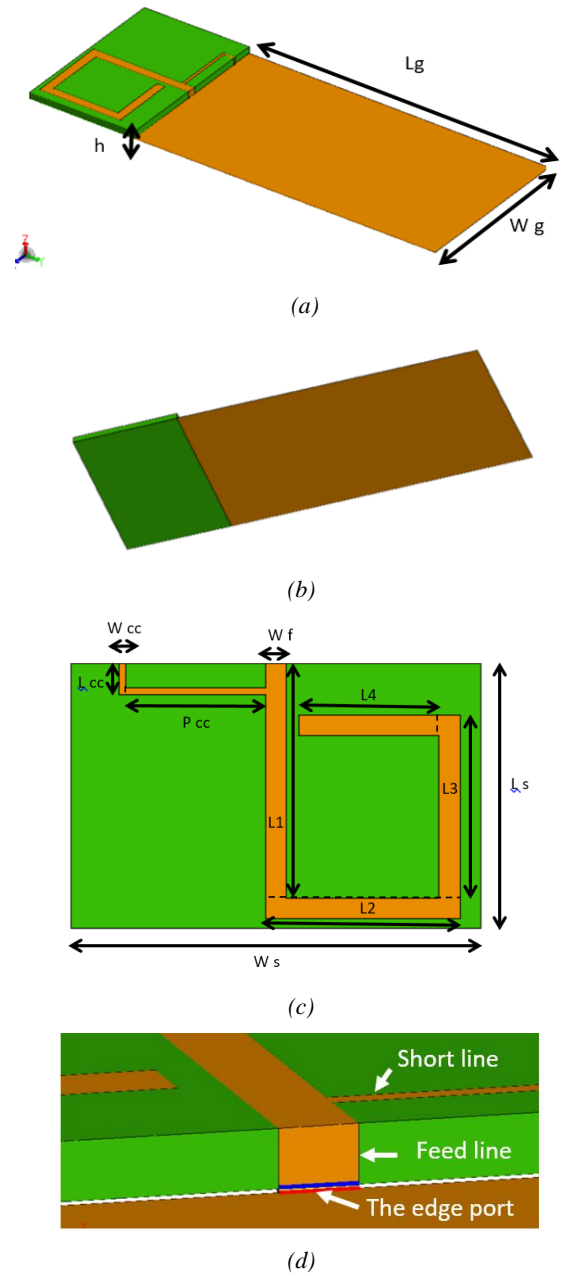 Lg
h
W g
Z
Y
(a)
(b)
W cc
W f
L cc
P cc
L4
L1
L3
L s
L2
W s
(c)
Short line
Feed line
The edge port
(d)